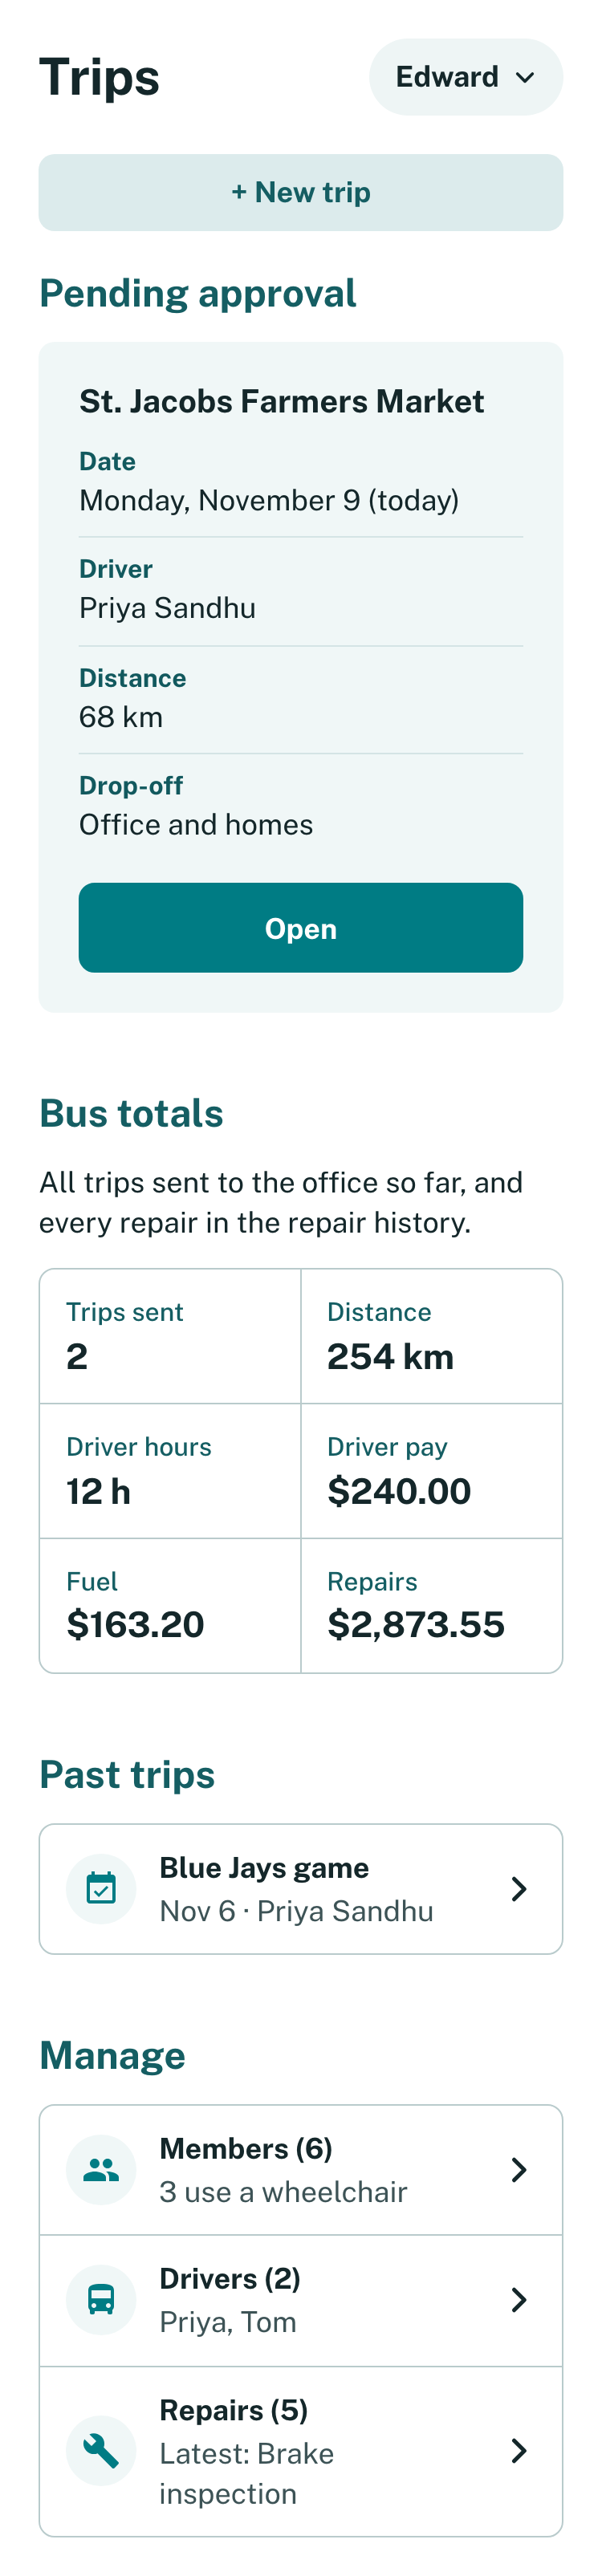 Trips
Edward
+ New trip
Pending approval
St. Jacobs Farmers Market
Date
Monday, November 9 (today)
Driver
Priya Sandhu
Distance
68 km
Drop-off
Office and homes
Open
Bus totals
All trips sent to the office so far, and
every repair in the repair history.
Trips sent
2
Distance
254 km
Driver hours
12 h
Driver pay
$240.00
Fuel
$163.20
Repairs
$2,873.55
Past trips
Blue Jays game
Nov 6 · Priya Sandhu
Manage
Members (6)
3 use a wheelchair
Drivers (2)
Priya, Tom
Repairs (5)
Latest: Brake
inspection